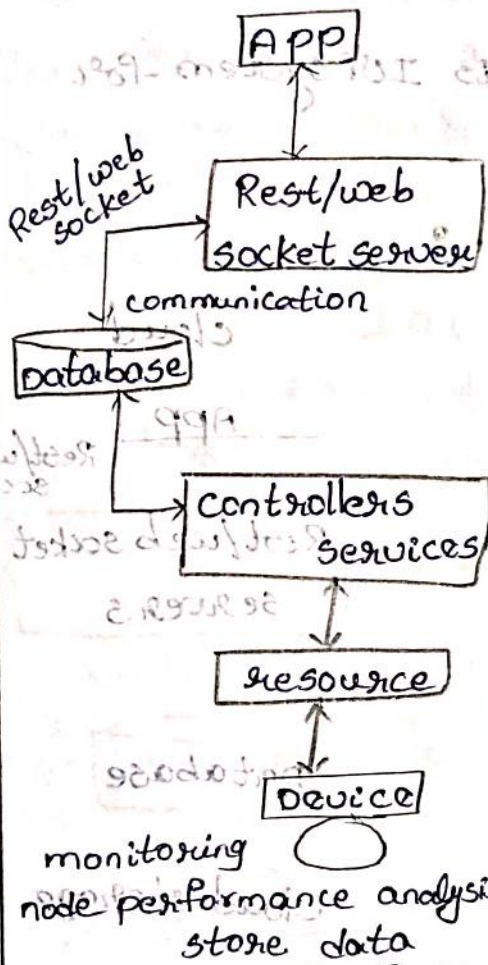 APP
Rest/web
socket
Rest/web
socket server
communication
Database
controllers
services
resource
Device
monitoring
node performance analysis
store data